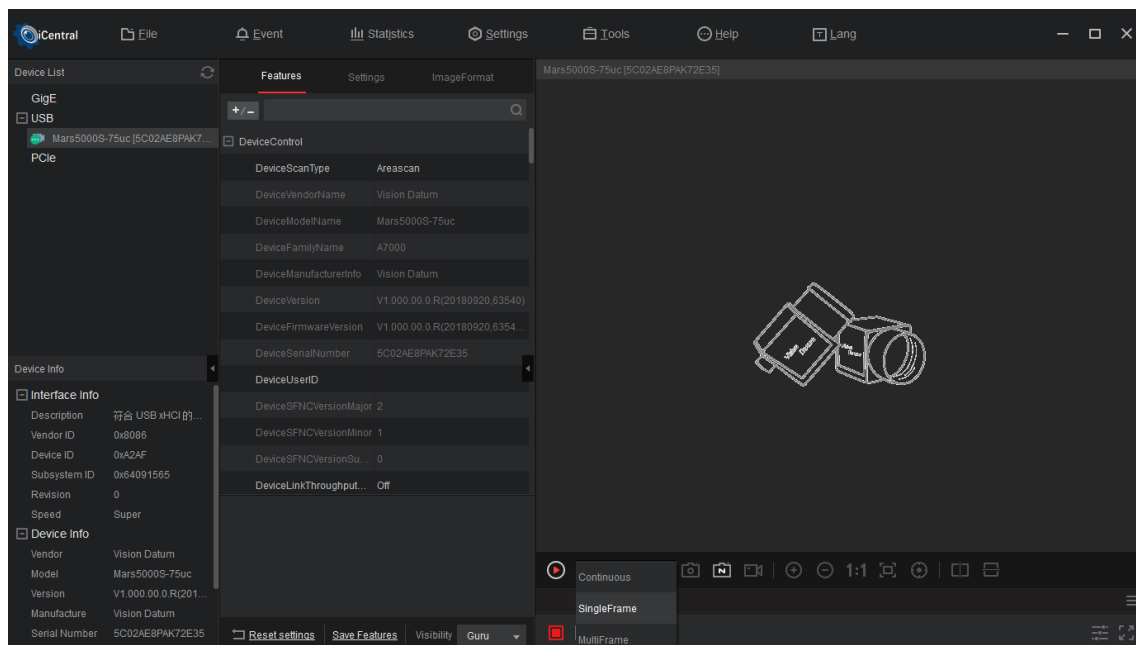 iCentral File Event Statistics Settings Tools Help Lang
Device List
GigE
USB
Mars5000S-75uc [5C02AE8PAK7...
PCIe
Device Info
Interface Info
Description 符合 USB xHCI 的...
Vendor ID 0x8086
Device ID 0xA2AF
Subsystem ID 0x64091565
Revision 0
Speed Super
Device Info
Vendor Vision Datum
Model Mars5000S-75uc
Version V1.000.00.0.R(201...
Manufacture Vision Datum
Serial Number 5C02AE8PAK72E35
Features Settings ImageFormat
+/-
DeviceControl
DeviceScanType Areascan
DeviceVendorName Vision Datum
DeviceModelName Mars5000S-75uc
DeviceFamilyName A7000
DeviceManufacturerInfo Vision Datum
DeviceVersion V1.000.00.0.R(20180920,63540)
DeviceFirmwareVersion V1.000.00.0.R(20180920,6354...
DeviceSerialNumber 5C02AE8PAK72E35
DeviceUserID
DeviceSFNCVersionMajor 2
DeviceSFNCVersionMinor 1
DeviceSFNCVersionSu... 0
DeviceLinkThroughput... Off
Reset settings Save Features Visibility Guru
Mars5000S-75uc [5C02AE8PAK72E35]
Vision Datum
N 1:1
Continuous
SingleFrame
MultiFrame